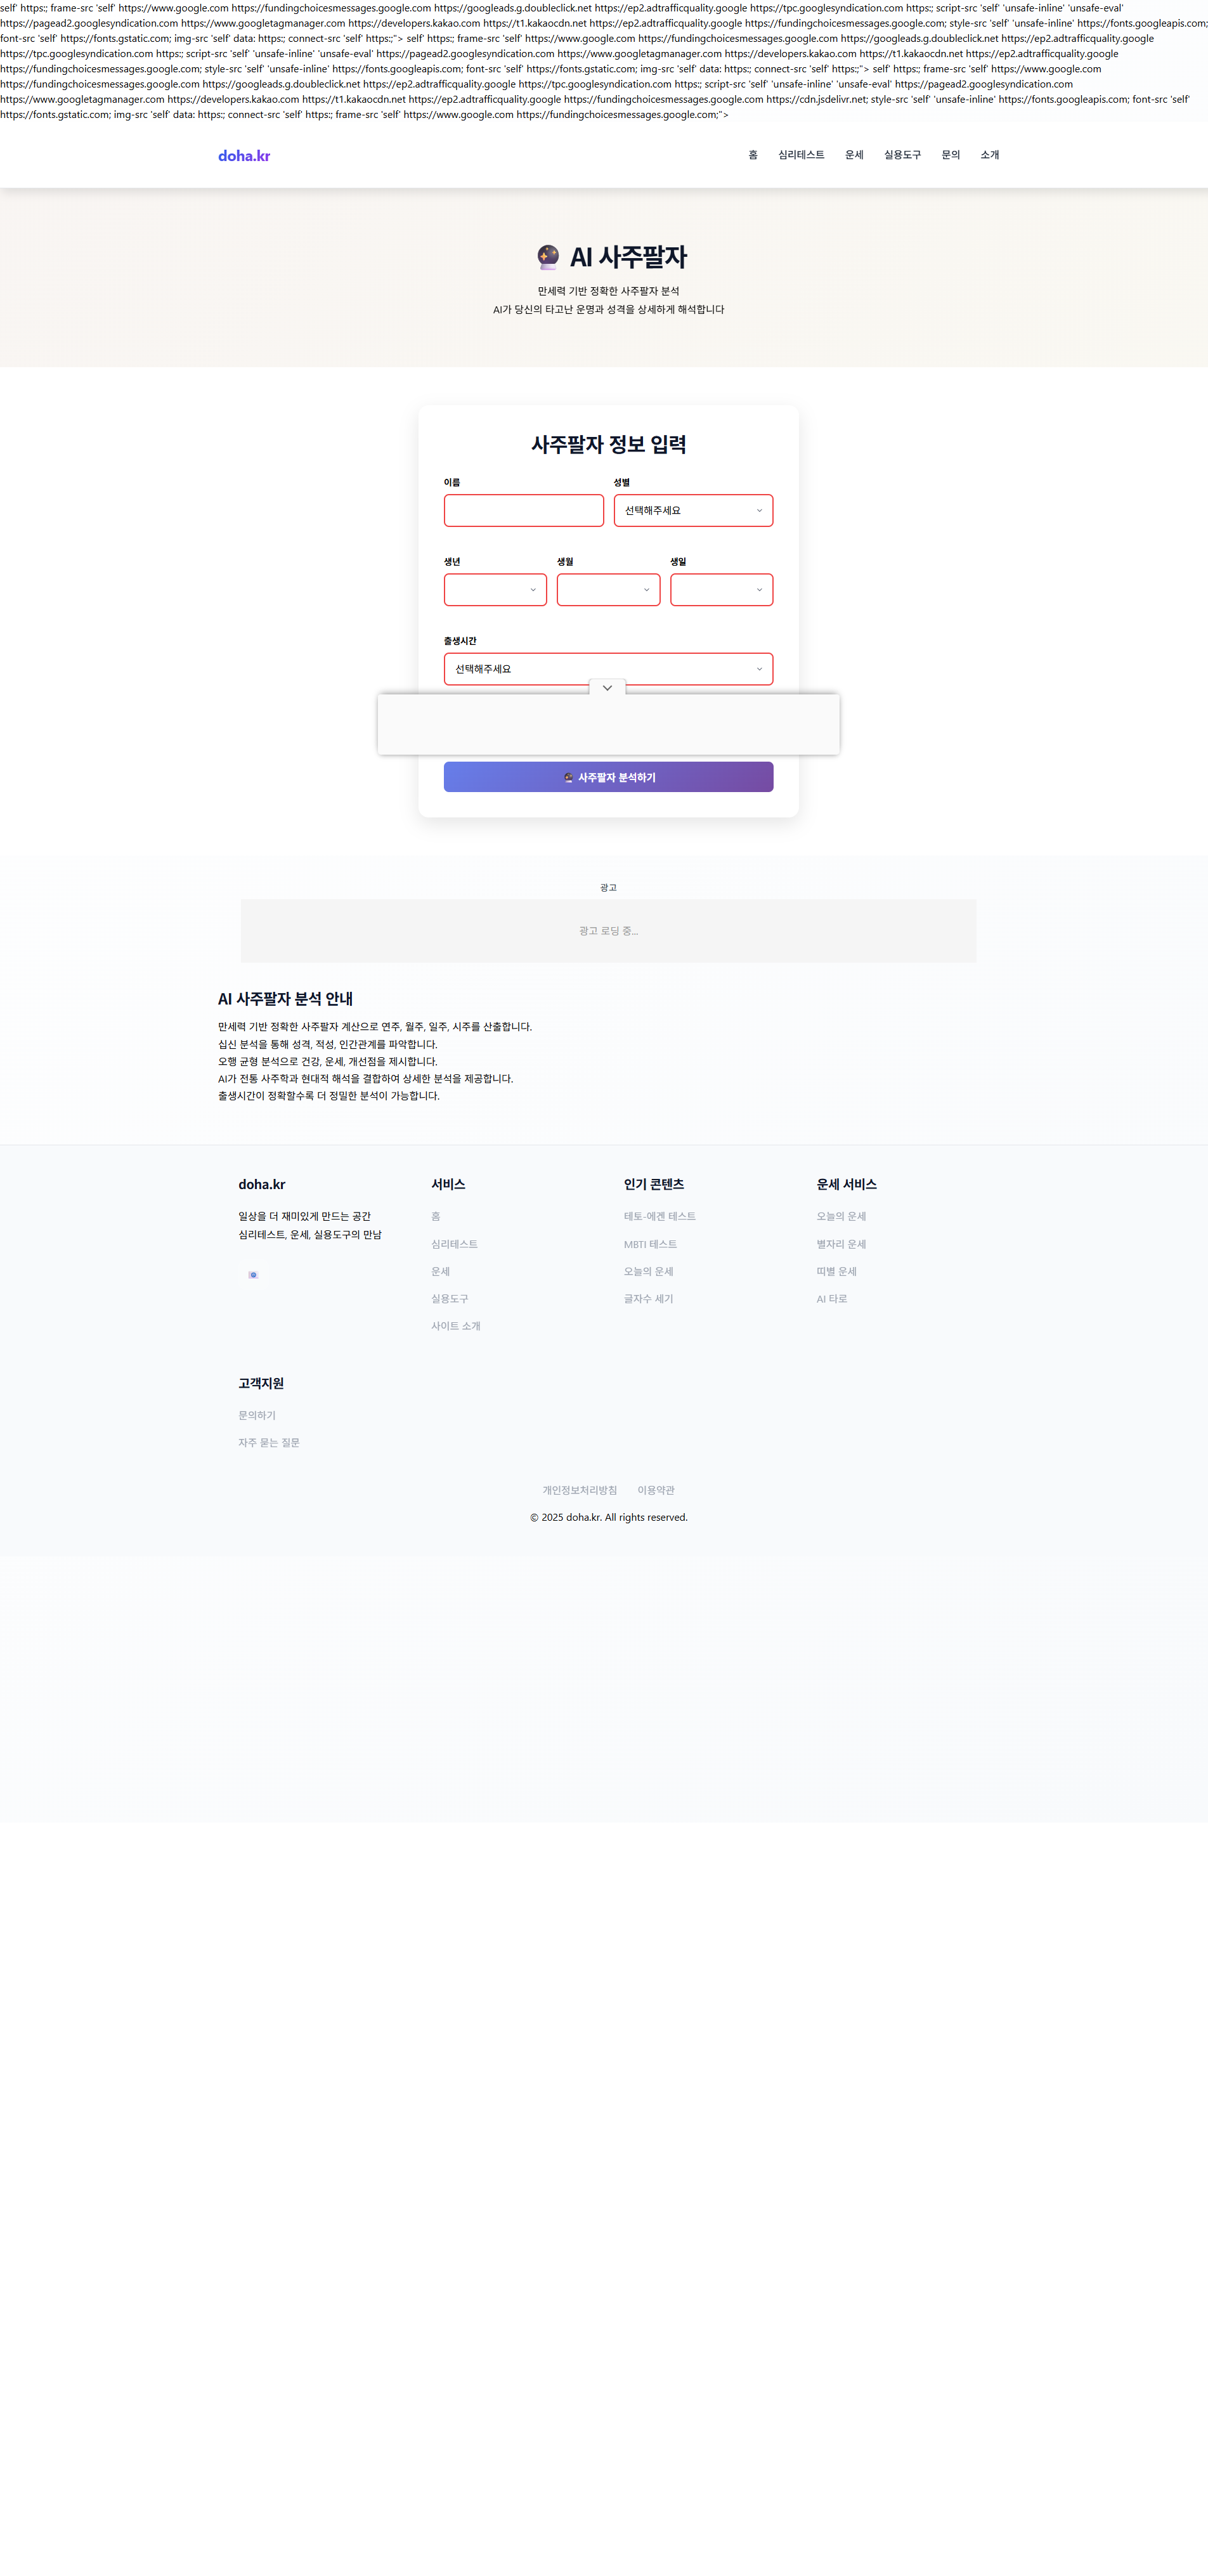 self' https:; frame-src 'self' https://www.google.com https://fundingchoicesmessages.google.com https://googleads.g.doubleclick.net https://ep2.adtrafficquality.google https://tpc.googlesyndication.com https:; script-src 'self' 'unsafe-inline' 'unsafe-eval'
https://pagead2.googlesyndication.com https://www.googletagmanager.com https://developers.kakao.com https://t1.kakaocdn.net https://ep2.adtrafficquality.google https://fundingchoicesmessages.google.com; style-src 'self' 'unsafe-inline' https://fonts.googleapis.com;
font-src 'self' https://fonts.gstatic.com; img-src 'self' data: https:; connect-src 'self' https:;"> self' https:; frame-src 'self' https://www.google.com https://fundingchoicesmessages.google.com https://googleads.g.doubleclick.net https://ep2.adtrafficquality.google
https://tpc.googlesyndication.com https:; script-src 'self' 'unsafe-inline' 'unsafe-eval' https://pagead2.googlesyndication.com https://www.googletagmanager.com https://developers.kakao.com https://t1.kakaocdn.net https://ep2.adtrafficquality.google
https://fundingchoicesmessages.google.com; style-src 'self' 'unsafe-inline' https://fonts.googleapis.com; font-src 'self' https://fonts.gstatic.com; img-src 'self' data: https:; connect-src 'self' https:;"> self' https:; frame-src 'self' https://www.google.com
https://fundingchoicesmessages.google.com https://googleads.g.doubleclick.net https://ep2.adtrafficquality.google https://tpc.googlesyndication.com https:; script-src 'self' 'unsafe-inline' 'unsafe-eval' https://pagead2.googlesyndication.com
https://www.googletagmanager.com https://developers.kakao.com https://t1.kakaocdn.net https://ep2.adtrafficquality.google https://fundingchoicesmessages.google.com https://cdn.jsdelivr.net; style-src 'self' 'unsafe-inline' https://fonts.googleapis.com; font-src 'self'
https://fonts.gstatic.com; img-src 'self' data: https:; connect-src 'self' https:; frame-src 'self' https://www.google.com https://fundingchoicesmessages.google.com;">
doha.kr
홈 심리테스트 운세 실용도구 문의 소개
AI 사주팔자
만세력 기반 정확한 사주팔자 분석
AI가 당신의 타고난 운명과 성격을 상세하게 해석합니다
사주팔자 정보 입력
이름 성별
선택해주세요
생년 생월 생일
출생시간
선택해주세요
사주팔자 분석하기
광고
광고 로딩 중...
AI 사주팔자 분석 안내
만세력 기반 정확한 사주팔자 계산으로 연주, 월주, 일주, 시주를 산출합니다.
십신 분석을 통해 성격, 적성, 인간관계를 파악합니다.
오행 균형 분석으로 건강, 운세, 개선점을 제시합니다.
AI가 전통 사주학과 현대적 해석을 결합하여 상세한 분석을 제공합니다.
출생시간이 정확할수록 더 정밀한 분석이 가능합니다.
doha.kr
일상을 더 재미있게 만드는 공간
심리테스트, 운세, 실용도구의 만남
서비스
홈
심리테스트
운세
실용도구
사이트 소개
인기 콘텐츠
테토-에겐 테스트
MBTI 테스트
오늘의 운세
글자수 세기
운세 서비스
오늘의 운세
별자리 운세
띠별 운세
AI 타로
고객지원
문의하기
자주 묻는 질문
개인정보처리방침 이용약관
© 2025 doha.kr. All rights reserved.